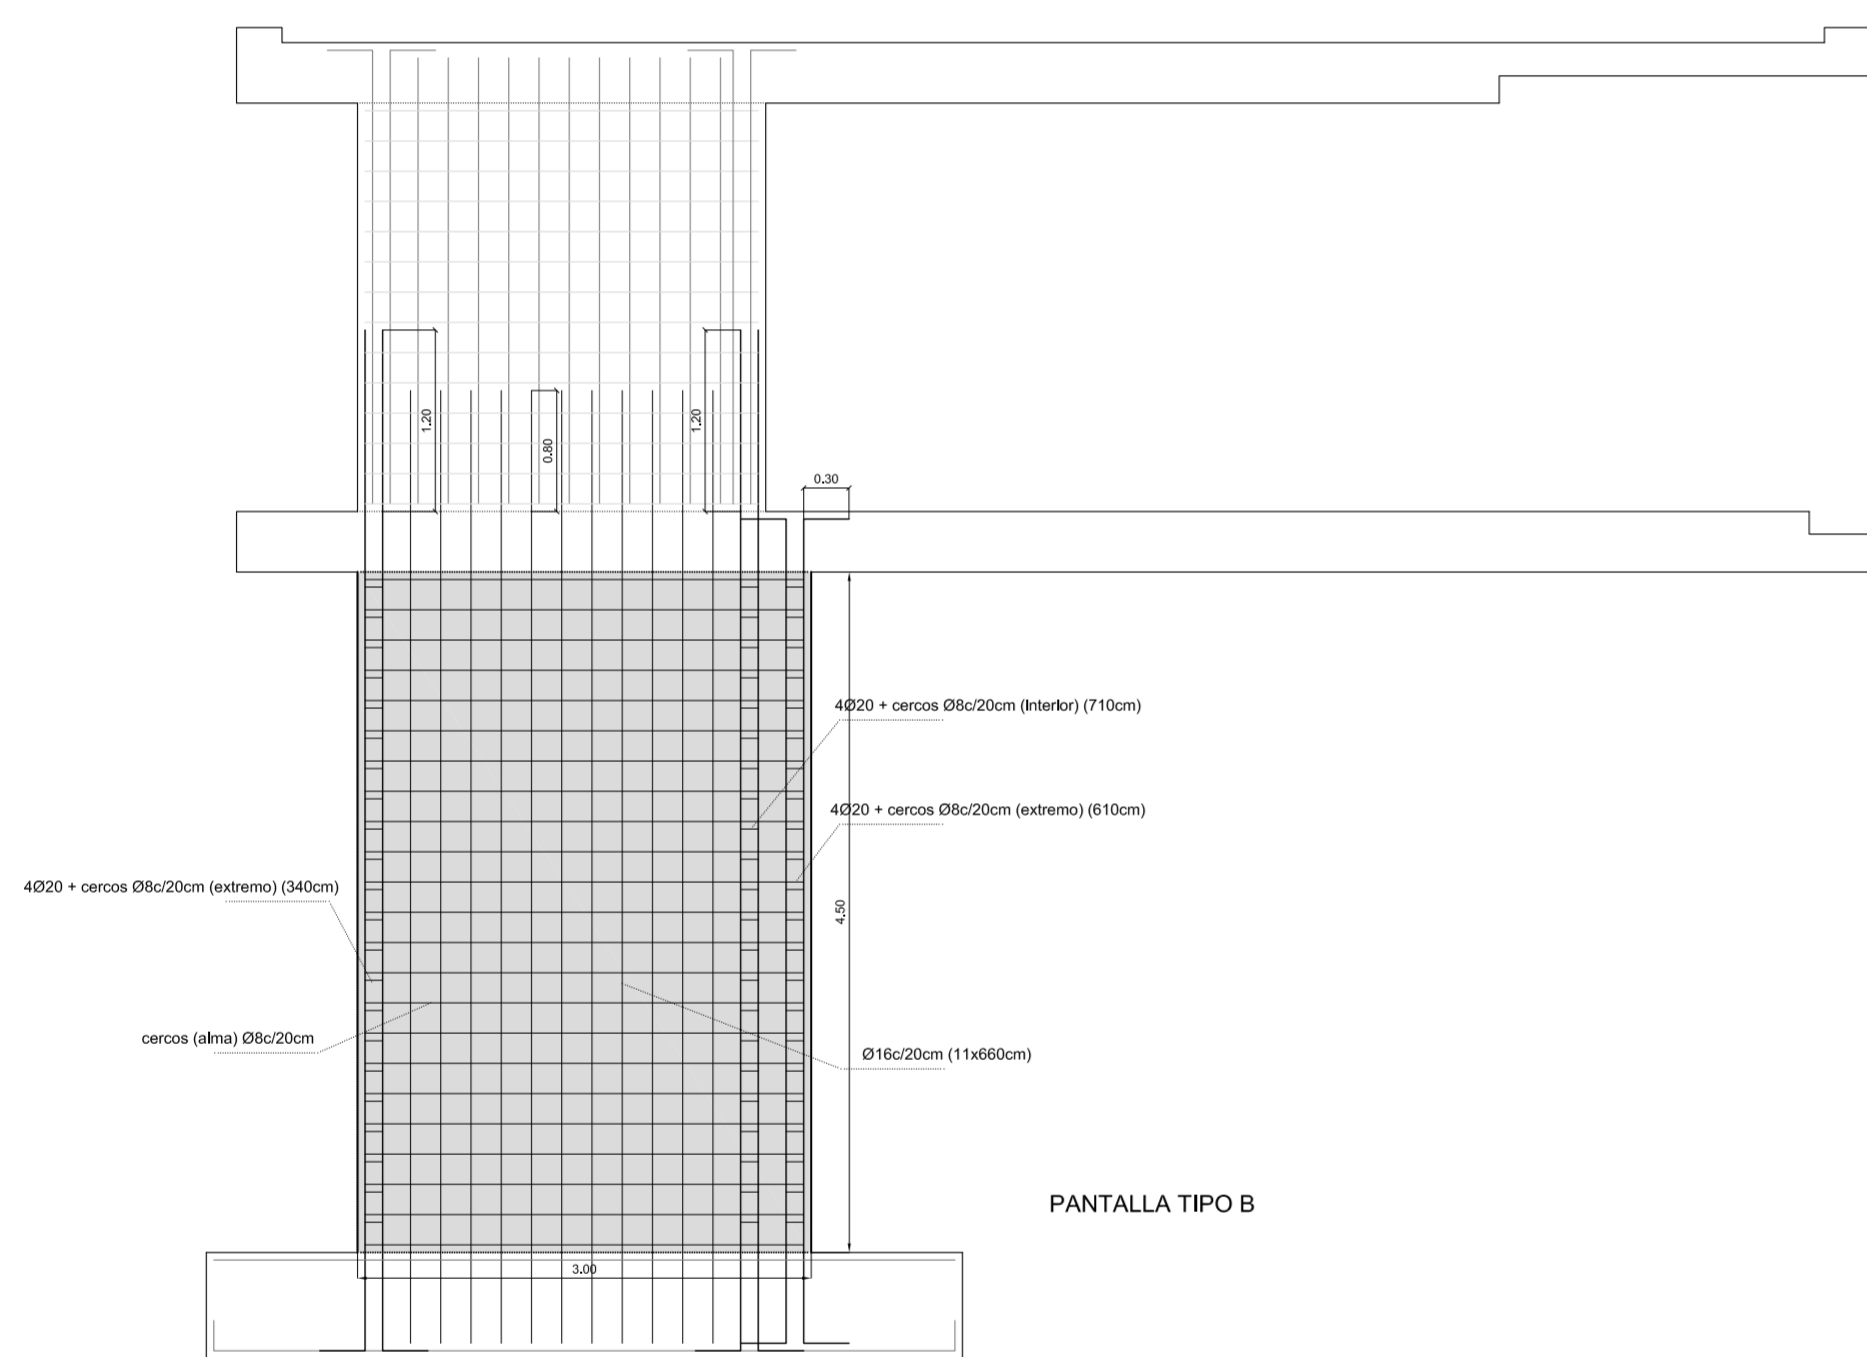 1.20
1.20
0.80
0.30
4Ø20 + cercos Ø8c/20cm (interior) (710cm)
4Ø20 + cercos Ø8c/20cm (extremo) (610cm)
4Ø20 + cercos Ø8c/20cm (extremo) (340cm)
4.50
cercos (alma) Ø8c/20cm
Ø16c/20cm (11x660cm)
PANTALLA TIPO B
3.00